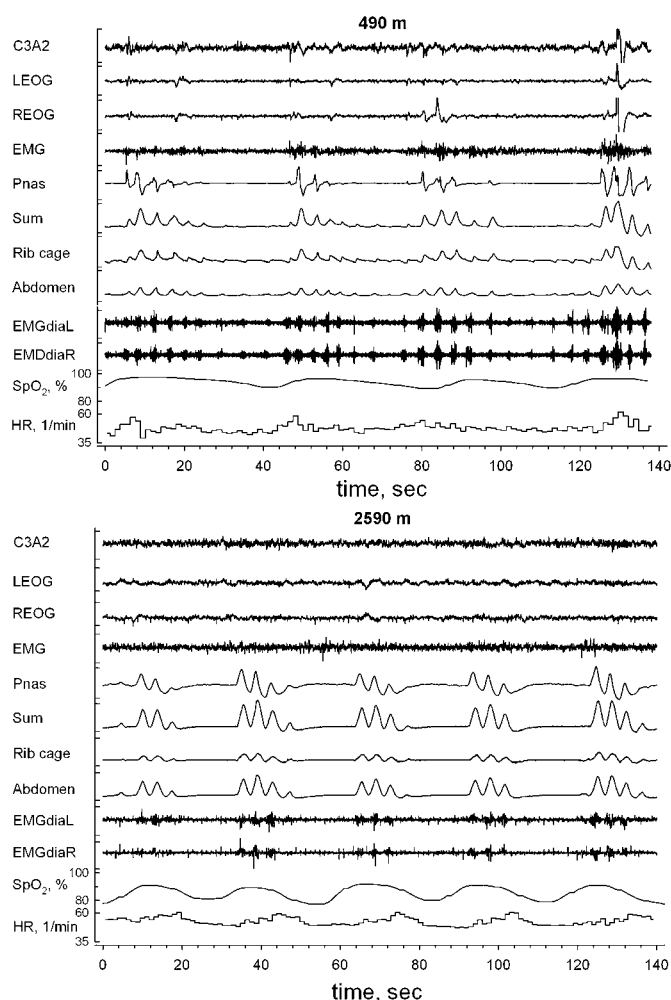 490 m
C3A2
LEOG
REOG
EMG
Pnas
Sum
Rib cage
Abdomen
EMGdiaL
EMDdiaR
100
SpO2, %
80
60
HR, 1/min
35
0 20 40 60 80 100 120 140
time, sec
2590 m
C3A2
LEOG
REOG
EMG
Pnas
Sum
Rib cage
Abdomen
EMGdiaL
EMGdiaR
100
SpO2, %
80
60
HR, 1/min
35
0 20 40 60 80 100 120 140
time, sec